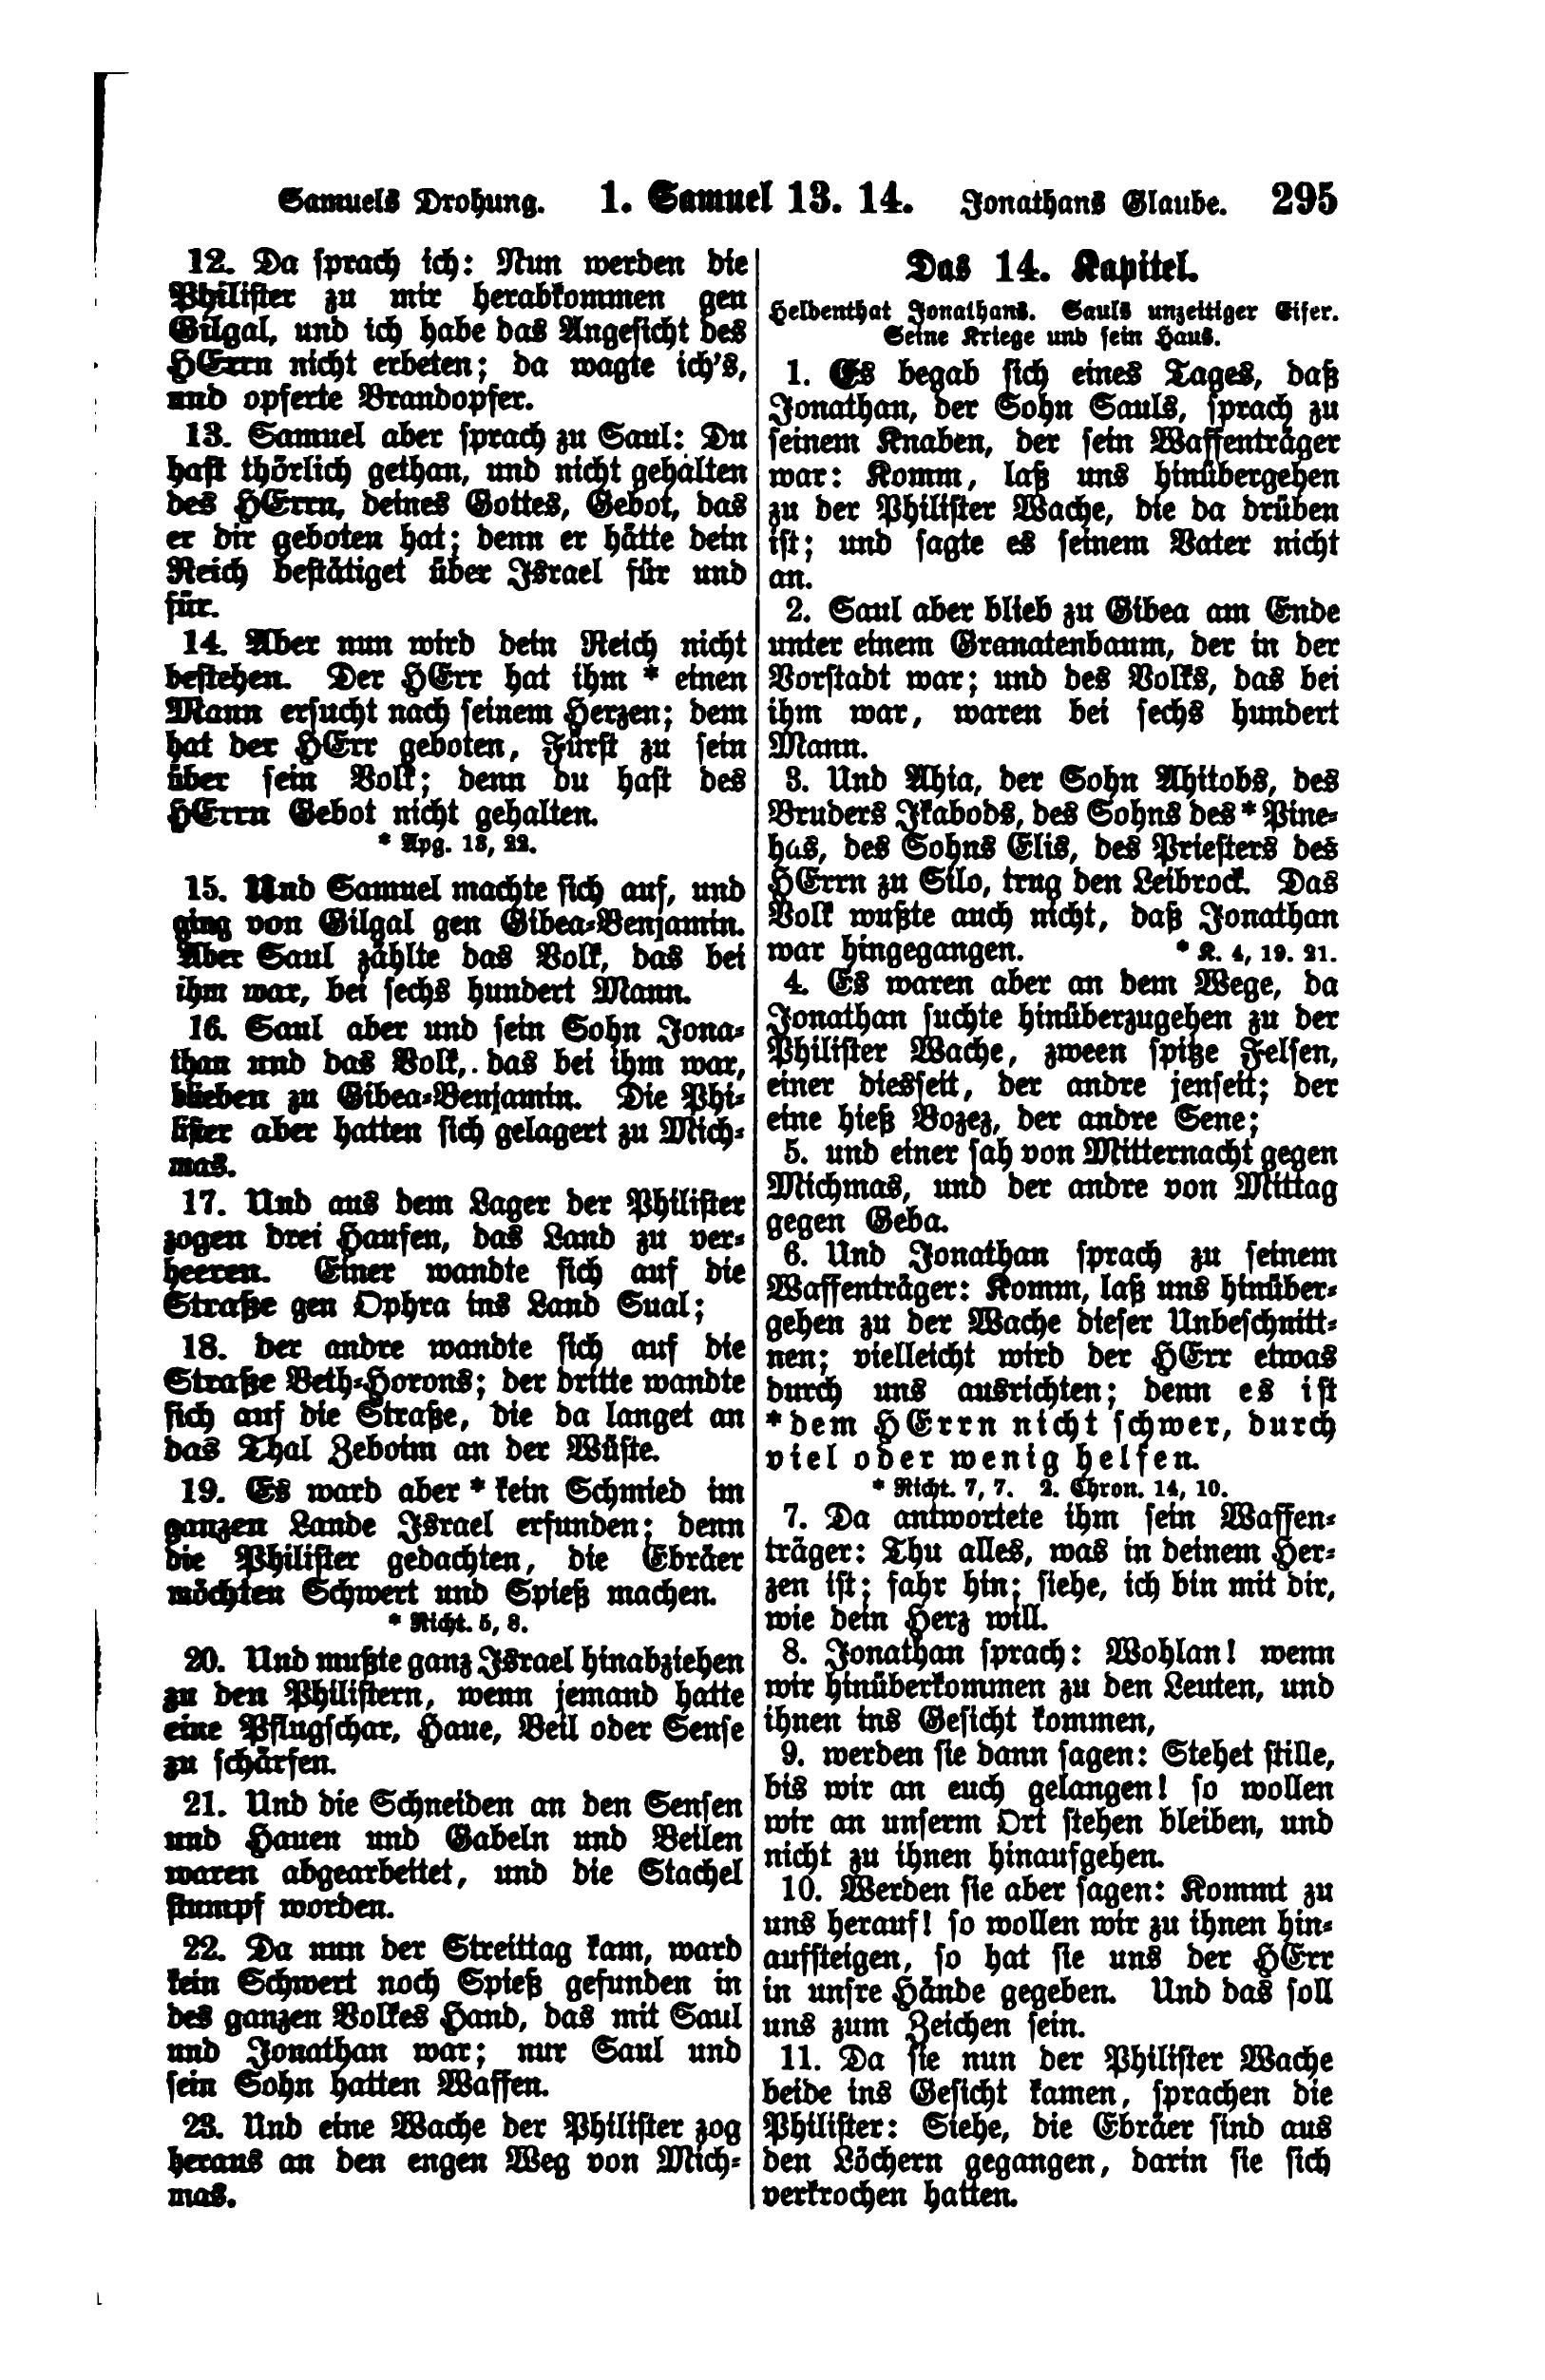 Samuels Drohung. 1. Samuel 13. 14. Jonathans Glaube. 295
12. Da sprach ich: Nun werden die
Philister zu mir herabkommen gen
Gilgal, und ich habe das Angesicht des
HErrn nicht erbeten; da wagte ich's,
und opferte Brandopfer.
13. Samuel aber sprach zu Saul: Du
hast thörlich gethan, und nicht gehalten
des HErrn, deines Gottes, Gebot, das
er dir geboten hat; denn er hätte dein
Reich bestätiget über Israel für und
für.
14. Aber nun wird dein Reich nicht
bestehen. Der HErr hat ihm * einen
Mann ersucht nach seinem Herzen; dem
hat der HErr geboten, Fürst zu sein
über sein Volk; denn du hast des
HErrn Gebot nicht gehalten.
* Apg. 13, 22.
15. Und Samuel machte sich auf, und
ging von Gilgal gen Gibea-Benjamin.
Aber Saul zählte das Volk, das bei
ihm war, bei sechs hundert Mann.
16. Saul aber und sein Sohn Jona-
than und das Volk, das bei ihm war,
blieben zu Gibea-Benjamin. Die Phi-
lister aber hatten sich gelagert zu Mich-
mas.
17. Und aus dem Lager der Philister
zogen drei Haufen, das Land zu ver-
heeren. Einer wandte sich auf die
Straße gen Ophra ins Land Sual;
18. der andre wandte sich auf die
Straße Beth-Horons; der dritte wandte
sich auf die Straße, die da langet an
das Thal Zeboim an der Wüste.
19. Es ward aber * kein Schmied im
ganzen Lande Israel erfunden; denn
die Philister gedachten, die Ebräer
möchten Schwert und Spieß machen.
* Richt. 5, 8.
20. Und mußte ganz Israel hinabziehen
zu den Philistern, wenn jemand hatte
eine Pflugschar, Haue, Beil oder Sense
zu schärfen.
21. Und die Schneiden an den Sensen
und Hauen und Gabeln und Beilen
waren abgearbeitet, und die Stachel
stumpf worden.
22. Da nun der Streittag kam, ward
kein Schwert noch Spieß gefunden in
des ganzen Volkes Hand, das mit Saul
und Jonathan war; nur Saul und
sein Sohn hatten Waffen.
23. Und eine Wache der Philister zog
heraus an den engen Weg von Mich-
mas.
Das 14. Kapitel.
Heldenthat Jonathans. Sauls unzeitiger Eifer.
Seine Kriege und sein Haus.
1. Es begab sich eines Tages, daß
Jonathan, der Sohn Sauls, sprach zu
seinem Knaben, der sein Waffenträger
war: Komm, laß uns hinübergehen
zu der Philister Wache, die da drüben
ist; und sagte es seinem Vater nicht
an.
2. Saul aber blieb zu Gibea am Ende
unter einem Granatenbaum, der in der
Vorstadt war; und des Volks, das bei
ihm war, waren bei sechs hundert
Mann.
3. Und Ahia, der Sohn Ahitobs, des
Bruders Ikabods, des Sohns des * Pine-
has, des Sohns Elis, des Priesters des
HErrn zu Silo, trug den Leibrock. Das
Volk wußte auch nicht, daß Jonathan
war hingegangen. * K. 4, 19. 21.
4. Es waren aber an dem Wege, da
Jonathan suchte hinüberzugehen zu der
Philister Wache, zween spitze Felsen,
einer diesseit, der andre jenseit; der
eine hieß Bozez, der andre Sene;
5. und einer sah von Mitternacht gegen
Michmas, und der andre von Mittag
gegen Geba.
6. Und Jonathan sprach zu seinem
Waffenträger: Komm, laß uns hinüber-
gehen zu der Wache dieser Unbeschnitt-
nen; vielleicht wird der HErr etwas
durch uns ausrichten; denn es ist
* dem HErrn nicht schwer, durch
viel oder wenig helfen.
* Richt. 7, 7. 2. Chron. 14, 10.
7. Da antwortete ihm sein Waffen-
träger: Thu alles, was in deinem Her-
zen ist; fahr hin; siehe, ich bin mit dir,
wie dein Herz will.
8. Jonathan sprach: Wohlan! wenn
wir hinüberkommen zu den Leuten, und
ihnen ins Gesicht kommen,
9. werden sie dann sagen: Stehet stille,
bis wir an euch gelangen! so wollen
wir an unserm Ort stehen bleiben, und
nicht zu ihnen hinaufgehen.
10. Werden sie aber sagen: Kommt zu
uns herauf! so wollen wir zu ihnen hin-
aufsteigen, so hat sie uns der HErr
in unsre Hände gegeben. Und das soll
uns zum Zeichen sein.
11. Da sie nun der Philister Wache
beide ins Gesicht kamen, sprachen die
Philister: Siehe, die Ebräer sind aus
den Löchern gegangen, darin sie sich
verkrochen hatten.